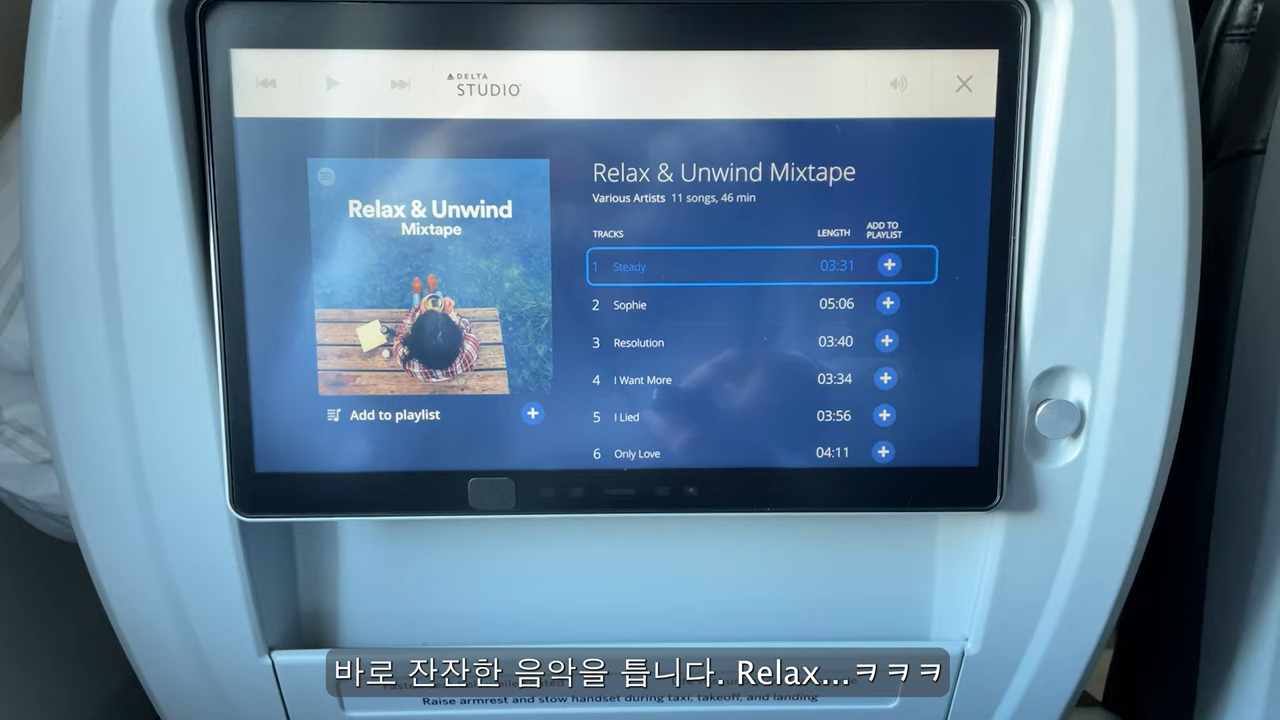 DELTA
STUDIO
Relax & Unwind
Mixtape
Add to playlist
Relax & Unwind Mixtape
Various Artists 11 songs, 46 min
TRACKS LENGTH ADD TO PLAYLIST
1 Steady 03:31
2 Sophie 05:06
3 Resolution 03:40
4 I Want More 03:34
5 I Lied 03:56
6 Only Love 04:11
바로 잔잔한 음악을 틉니다. Relax...ㅋㅋㅋ
Raise armrest and stow handset during taxi, takeoff, and landing